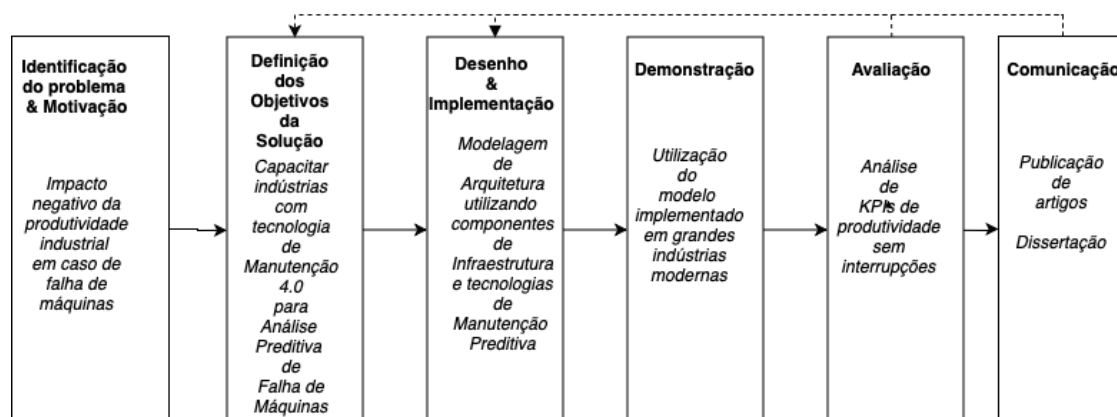 Identificação
do problema
& Motivação
Impacto
negativo da
produtividade
industrial
em caso de
falha de
máquinas
Definição
dos
Objetivos
da
Solução
Capacitar
indústrias
com
tecnologia
de
Manutenção
4.0
para
Análise
Preditiva
de
Falha de
Máquinas
Desenho
&
Implementação
Modelagem
de
Arquitetura
utilizando
componentes
de
Infraestrutura
e tecnologias
de
Manutenção
Preditiva
Demonstração
Utilização
do
modelo
implementado
em grandes
indústrias
modernas
Avaliação
Análise
de
KPIs de
produtividade
sem
interrupções
Comunicação
Publicação
de
artigos
Dissertação